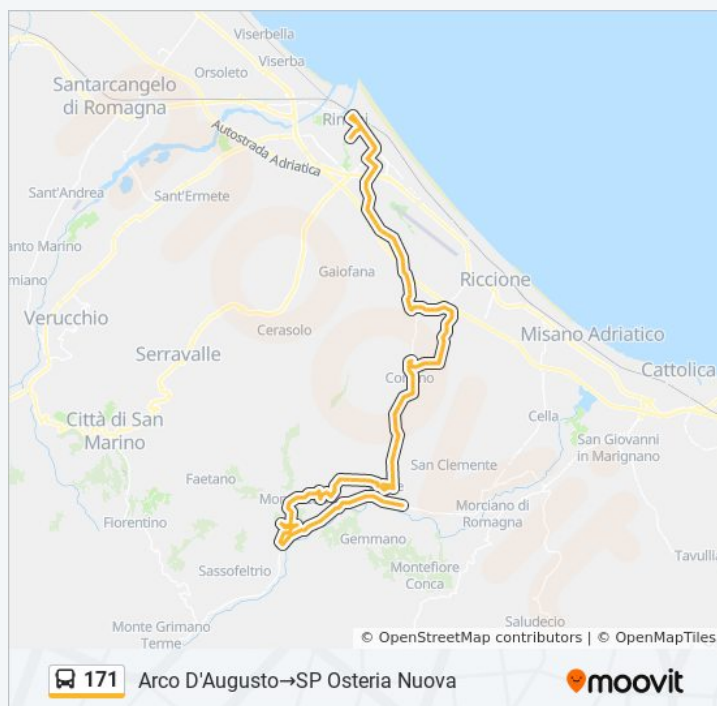 Viserbella
Viserba
Orsoleto
Santarcangelo
di Romagna
Autostrada Adriatica
Sant'Andrea
Sant'Ermete
anto Marino
miano
Gaiofana
Riccione
Verucchio
Cerasolo
Misano Adriatico
Serravalle
Cattolica
Città di San
Marino
Cella
San Giovanni
in Marignano
Faetano
San Clemente
Fiorentino
Morciano di
Romagna
Gemmano
Tavullia
Sassofeltrio
Montefiore
Conca
Monte Grimano
Terme
Saludecio
© OpenStreetMap contributors | © OpenMapTiles
171 Arco D'Augusto→SP Osteria Nuova
moovit